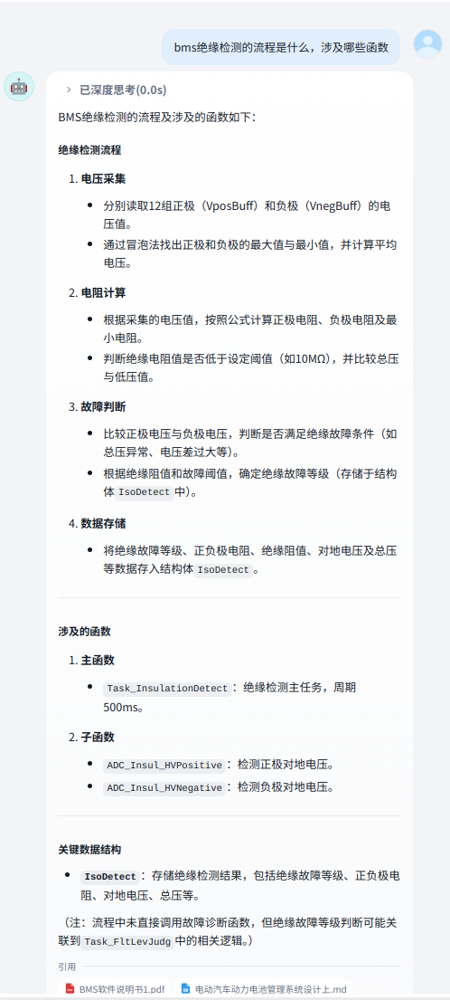 bms绝缘检测的流程是什么，涉及哪些函数
已深度思考(0.0s)
BMS绝缘检测的流程及涉及的函数如下：
绝缘检测流程
1. 电压采集
• 分别读取12组正极（VposBuff）和负极（VnegBuff）的电
压值。
• 通过冒泡法找出正极和负极的最大值与最小值，并计算平均
电压。
2. 电阻计算
• 根据采集的电压值，按照公式计算正极电阻、负极电阻及最
小电阻。
• 判断绝缘电阻值是否低于设定阈值（如10MΩ），并比较总压
与低压值。
3. 故障判断
• 比较正极电压与负极电压，判断是否满足绝缘故障条件（如
总压异常、电压差过大等）。
• 根据绝缘阻值和故障阈值，确定绝缘故障等级（存储于结构
体 IsoDetect 中）。
4. 数据存储
• 将绝缘故障等级、正负极电阻、绝缘阻值、对地电压及总压
等数据存入结构体 IsoDetect 。
涉及的函数
1. 主函数
• Task_InsulationDetect ：绝缘检测主任务，周期
500ms。
2. 子函数
• ADC_Insul_HVPositive ：检测正极对地电压。
• ADC_Insul_HVNegative ：检测负极对地电压。
关键数据结构
• IsoDetect ：存储绝缘检测结果，包括绝缘故障等级、正负极电
阻、对地电压、总压等。
（注：流程中未直接调用故障诊断函数，但绝缘故障等级判断可能关
联到 Task_FltLevJudg 中的相关逻辑。）
引用
BMS软件说明书1.pdf 电动汽车动力电池管理系统设计上.md